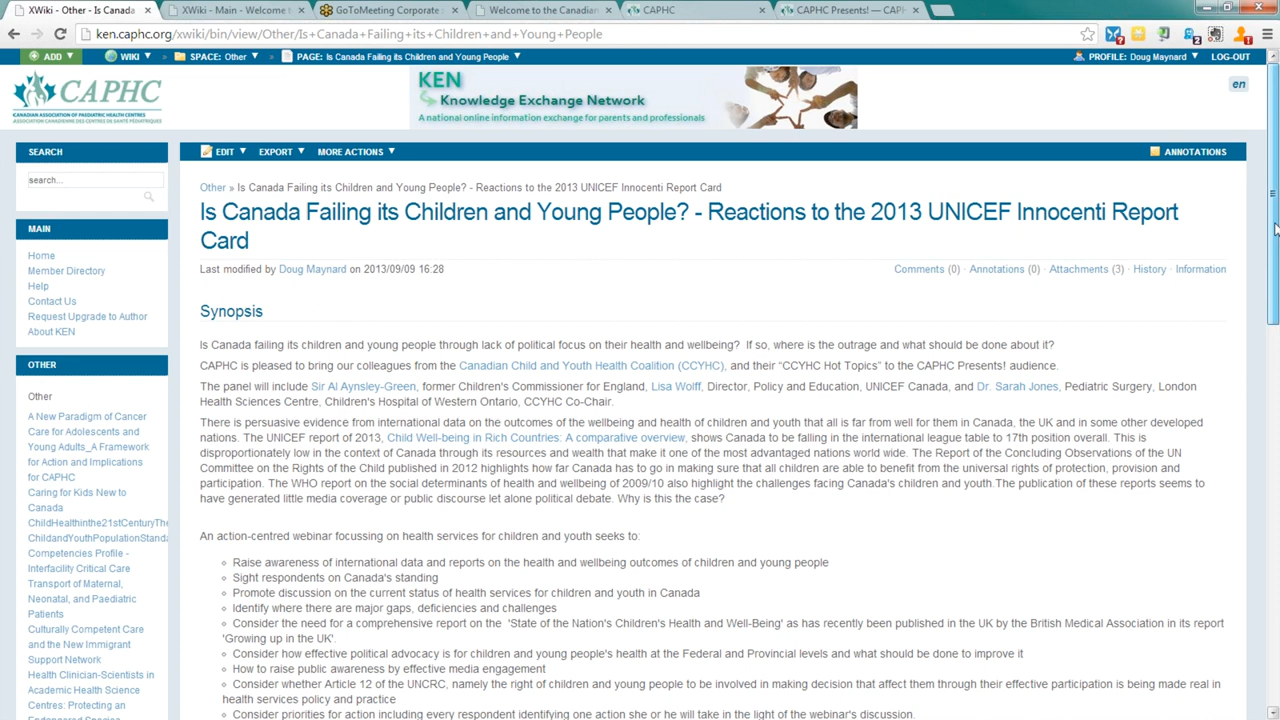 XWiki - Other - Is Canada
XWiki - Main - Welcome to
GoToMeeting Corporate
Welcome to the Canadian
CAPHC
CAPHC Presents! — CAPHC
ken.caphc.org/xwiki/bin/view/Other/Is+Canada+Failing+its+Children+and+Young+People
ADD
WIKI
SPACE: Other
PAGE: Is Canada Failing its Children and Young People
PROFILE: Doug Maynard
LOG-OUT
CAPHC
CANADIAN ASSOCIATION OF PAEDIATRIC HEALTH CENTRES
ASSOCIATION CANADIENNE DES CENTRES DE SANTÉ PÉDIATRIQUES
KEN
Knowledge Exchange Network
A national online information exchange for parents and professionals
en
SEARCH
search...
MAIN
Home
Member Directory
Help
Contact Us
Request Upgrade to Author
About KEN
OTHER
Other
A New Paradigm of Cancer
Care for Adolescents and
Young Adults_A Framework
for Action and Implications
for CAPHC
Caring for Kids New to
Canada
ChildHealthinthe21stCenturyThe
ChildandYouthPopulationStanda
Competencies Profile -
Interfacility Critical Care
Transport of Maternal,
Neonatal, and Paediatric
Patients
Culturally Competent Care
and the New Immigrant
Support Network
Health Clinician-Scientists in
Academic Health Science
Centres: Protecting an
EDIT
EXPORT
MORE ACTIONS
ANNOTATIONS
Other » Is Canada Failing its Children and Young People? - Reactions to the 2013 UNICEF Innocenti Report Card
Is Canada Failing its Children and Young People? - Reactions to the 2013 UNICEF Innocenti Report
Card
Last modified by Doug Maynard on 2013/09/09 16:28
Comments (0) · Annotations (0) · Attachments (3) · History · Information
Synopsis
Is Canada failing its children and young people through lack of political focus on their health and wellbeing? If so, where is the outrage and what should be done about it?
CAPHC is pleased to bring our colleagues from the Canadian Child and Youth Health Coalition (CCYHC), and their “CCYHC Hot Topics” to the CAPHC Presents! audience.
The panel will include Sir Al Aynsley-Green, former Children's Commissioner for England, Lisa Wolff, Director, Policy and Education, UNICEF Canada, and Dr. Sarah Jones, Pediatric Surgery, London
Health Sciences Centre, Children's Hospital of Western Ontario, CCYHC Co-Chair.
There is persuasive evidence from international data on the outcomes of the wellbeing and health of children and youth that all is far from well for them in Canada, the UK and in some other developed
nations. The UNICEF report of 2013, Child Well-being in Rich Countries: A comparative overview, shows Canada to be failing in the international league table to 17th position overall. This is
disproportionately low in the context of Canada through its resources and wealth that make it one of the most advantaged nations world wide. The Report of the Concluding Observations of the UN
Committee on the Rights of the Child published in 2012 highlights how far Canada has to go in making sure that all children are able to benefit from the universal rights of protection, provision and
participation. The WHO report on the social determinants of health and wellbeing of 2009/10 also highlight the challenges facing Canada's children and youth.The publication of these reports seems to
have generated little media coverage or public discourse let alone political debate. Why is this the case?
An action-centred webinar focussing on health services for children and youth seeks to:
Raise awareness of international data and reports on the health and wellbeing outcomes of children and young people
Sight respondents on Canada's standing
Promote discussion on the current status of health services for children and youth in Canada
Identify where there are major gaps, deficiencies and challenges
Consider the need for a comprehensive report on the 'State of the Nation's Children's Health and Well-Being' as has recently been published in the UK by the British Medical Association in its report
'Growing up in the UK'.
Consider how effective political advocacy is for children and young people's health at the Federal and Provincial levels and what should be done to improve it
How to raise public awareness by effective media engagement
Consider whether Article 12 of the UNCRC, namely the right of children and young people to be involved in making decision that affect them through their effective participation is being made real in
health services policy and practice
Consider priorities for action including every respondent identifying one action she or he will take in the light of the webinar's discussion.